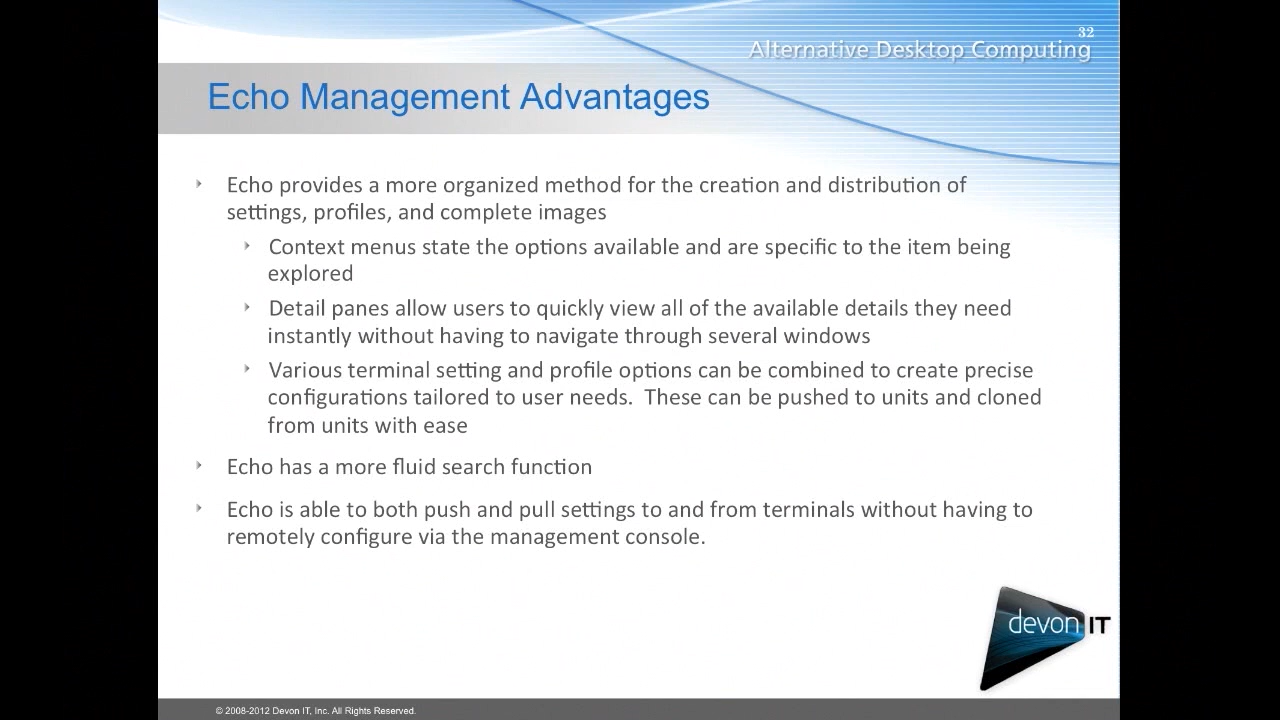 32
Alternative Desktop Computing
Echo Management Advantages
Echo provides a more organized method for the creation and distribution of
settings, profiles, and complete images
Context menus state the options available and are specific to the item being
explored
Detail panes allow users to quickly view all of the available details they need
instantly without having to navigate through several windows
Various terminal setting and profile options can be combined to create precise
configurations tailored to user needs.  These can be pushed to units and cloned
from units with ease
Echo has a more fluid search function
Echo is able to both push and pull settings to and from terminals without having to
remotely configure via the management console.
devon IT
© 2008-2012 Devon IT, Inc. All Rights Reserved.